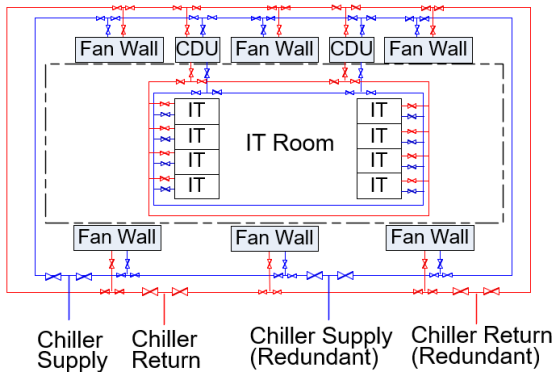 Fan Wall CDU Fan Wall CDU Fan Wall
IT IT
IT IT
IT Room
IT IT
IT IT
Fan Wall Fan Wall Fan Wall
Chiller Supply
Chiller Return
Chiller Supply
(Redundant)
Chiller Return
(Redundant)